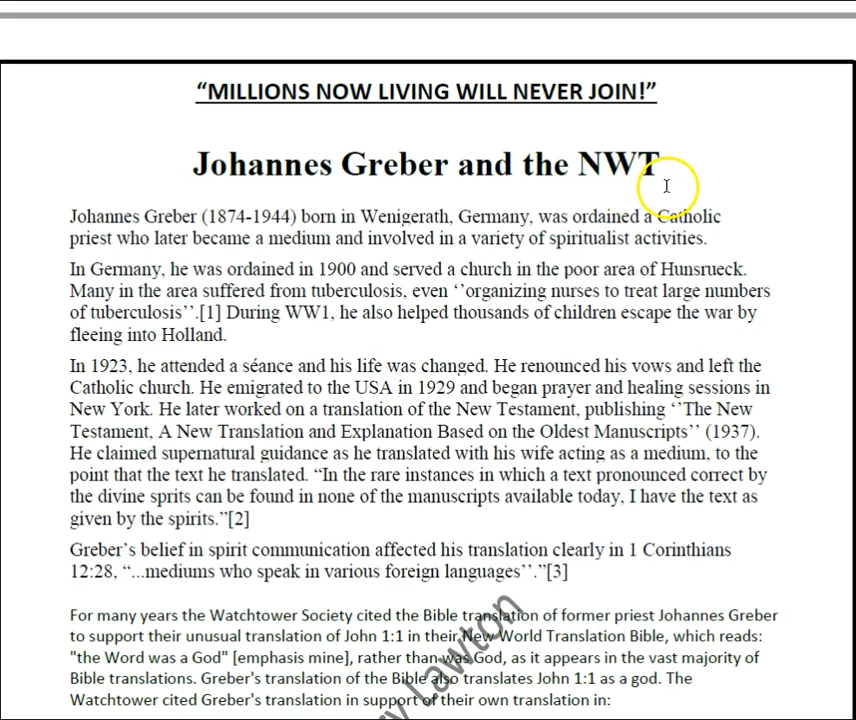 “MILLIONS NOW LIVING WILL NEVER JOIN!”
Johannes Greber and the NWT
Johannes Greber (1874-1944) born in Wenigerath, Germany, was ordained a Catholic
priest who later became a medium and involved in a variety of spiritualist activities.
In Germany, he was ordained in 1900 and served a church in the poor area of Hunsrueck.
Many in the area suffered from tuberculosis, even ‘’organizing nurses to treat large numbers
of tuberculosis’’.[1] During WW1, he also helped thousands of children escape the war by
fleeing into Holland.
In 1923, he attended a séance and his life was changed. He renounced his vows and left the
Catholic church. He emigrated to the USA in 1929 and began prayer and healing sessions in
New York. He later worked on a translation of the New Testament, publishing ‘’The New
Testament, A New Translation and Explanation Based on the Oldest Manuscripts’’ (1937).
He claimed supernatural guidance as he translated with his wife acting as a medium, to the
point that the text he translated. “In the rare instances in which a text pronounced correct by
the divine sprits can be found in none of the manuscripts available today, I have the text as
given by the spirits.”[2]
Greber’s belief in spirit communication affected his translation clearly in 1 Corinthians
12:28, “...mediums who speak in various foreign languages’’.”[3]
For many years the Watchtower Society cited the Bible translation of former priest Johannes Greber
to support their unusual translation of John 1:1 in their New World Translation Bible, which reads:
"the Word was a God" [emphasis mine], rather than was God, as it appears in the vast majority of
Bible translations. Greber's translation of the Bible also translates John 1:1 as a god. The
Watchtower cited Greber's translation in support of their own translation in:
Lawton